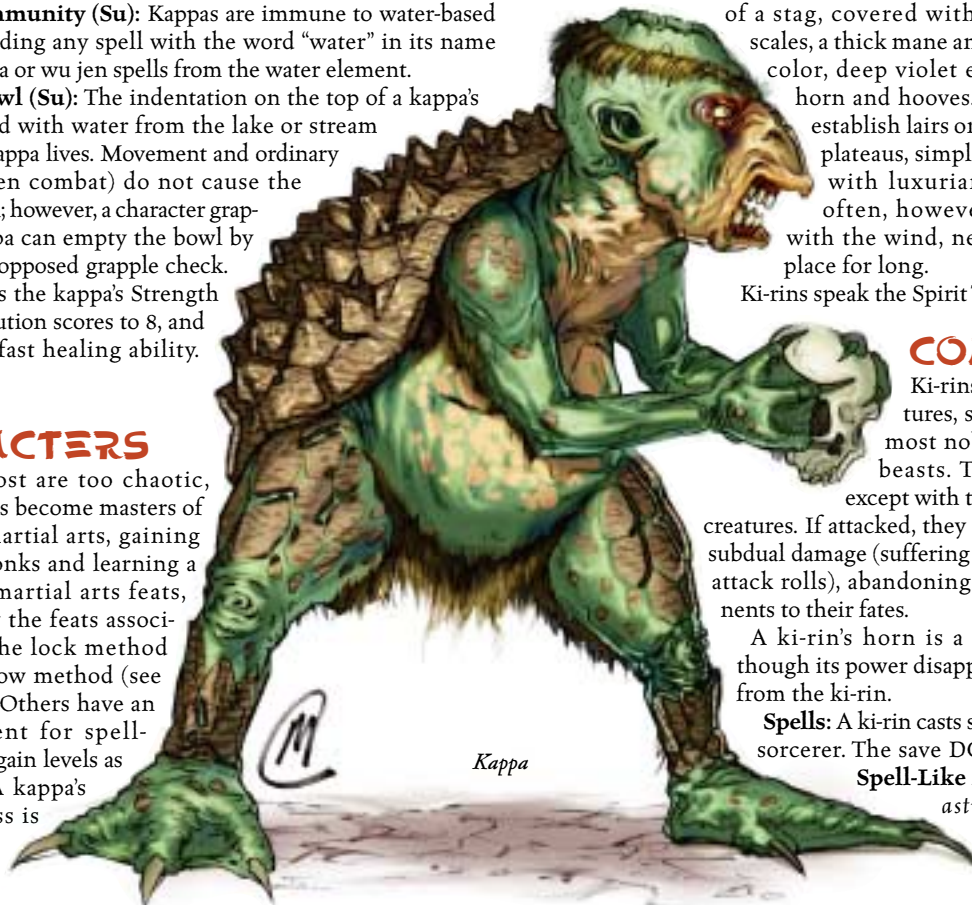 mmunity (Su): Kappas are immune to water-based
ding any spell with the word “water” in its name
a or wu jen spells from the water element.
wl (Su): The indentation on the top of a kappa's
d with water from the lake or stream
appa lives. Movement and ordinary
en combat) do not cause the
; however, a character grap-
pa can empty the bowl by
opposed grapple check.
s the kappa's Strength
ution scores to 8, and
fast healing ability.
ACTERS
ost are too chaotic,
s become masters of
artial arts, gaining
onks and learning a
martial arts feats,
y the feats associ-
he lock method
ow method (see
Others have an
ent for spell-
gain levels as
A kappa's
ss is
M
Kappa
of a stag, covered with
scales, a thick mane an
color, deep violet e
horn and hooves.
establish lairs on
plateaus, simpl
with luxurian
often, howeve
with the wind, ne
place for long.
Ki-rins speak the Spirit
CO
Ki-rins
tures, s
most no
beasts. T
except with t
creatures. If attacked, they
subdual damage (suffering
attack rolls), abandoning
nents to their fates.
A ki-rin's horn is a
though its power disapp
from the ki-rin.
Spells: A ki-rin casts s
sorcerer. The save DC
Spell-Like
ast